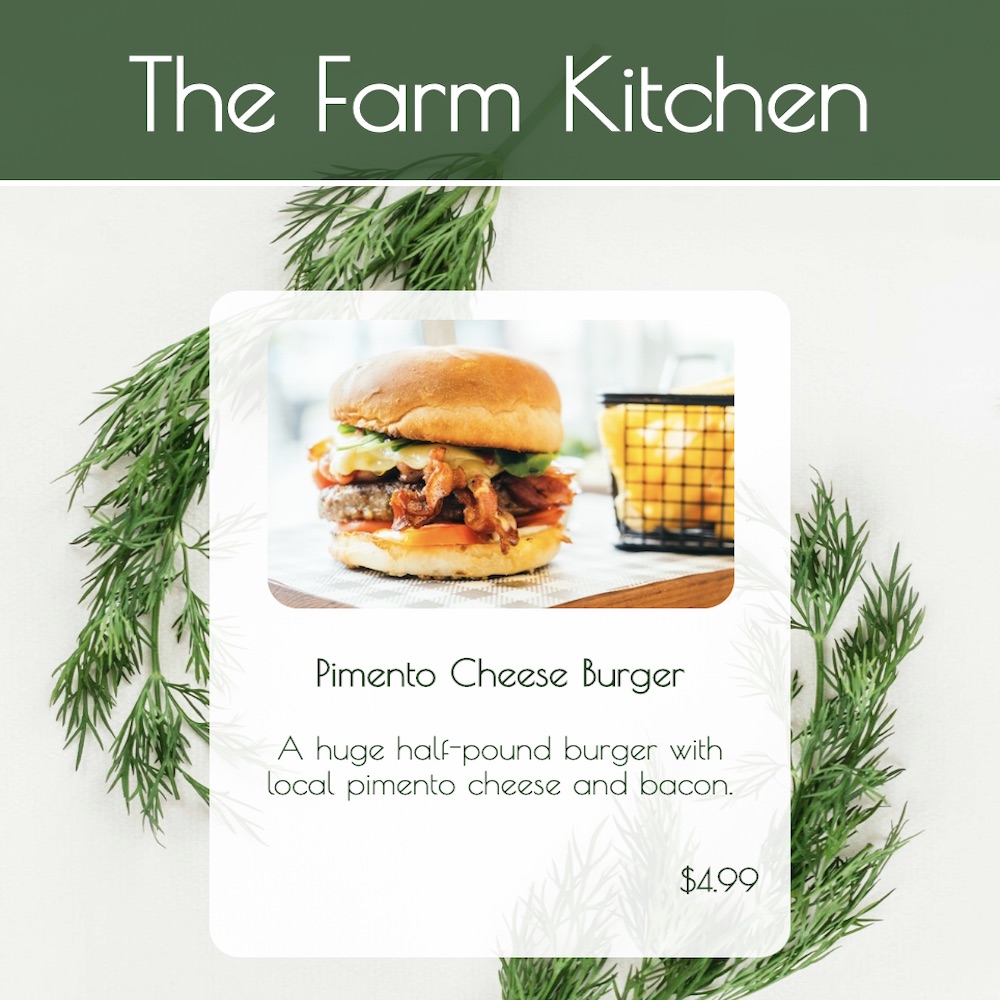 The Farm Kitchen
Pimento Cheese Burger
A huge half-pound burger with
local pimento cheese and bacon.
$4.99